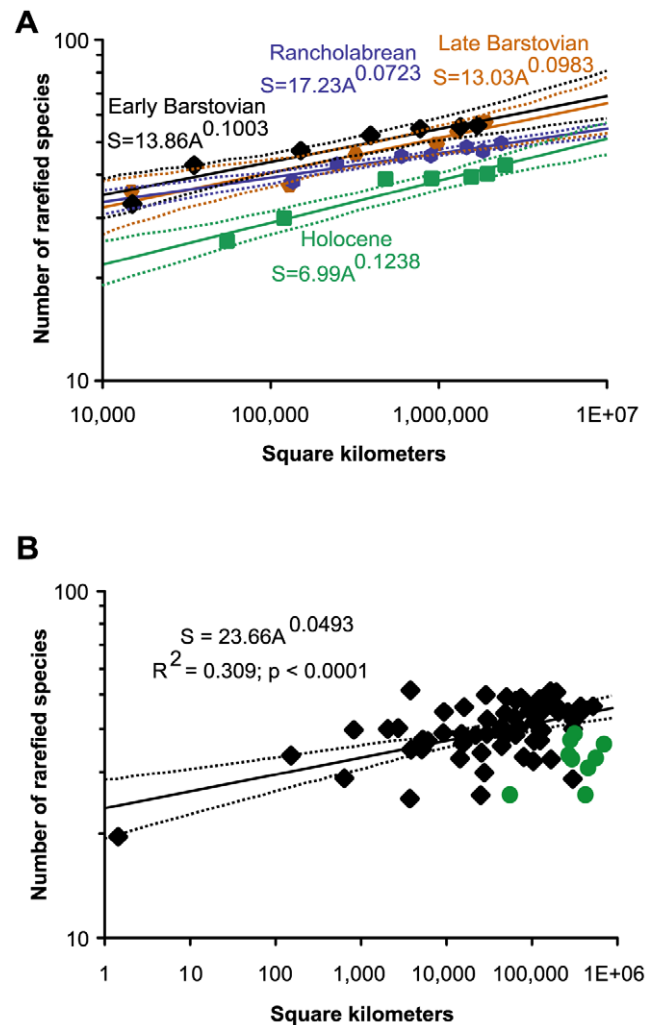 A
100
10
Number of rarefied species
Rancholabrean
S=17.23A0.0723
Late Barstovian
S=13.03A0.0983
Early Barstovian
S=13.86A0.1003
Holocene
S=6.99A0.1238
10,000 100,000 1,000,000 1E+07
Square kilometers
B
100
10
Number of rarefied species
S = 23.66A0.0493
R2 = 0.309; p < 0.0001
1 10 100 1,000 10,000 100,000 1E+06
Square kilometers